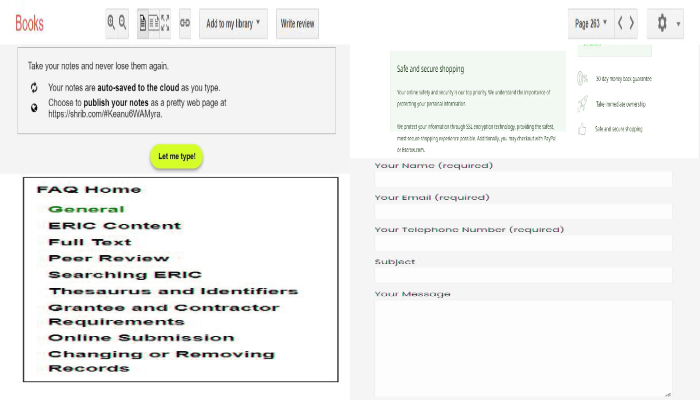 Books
Add to my library
Write review
Page 263
Take your notes and never lose them again.
Your notes are auto-saved to the cloud as you type.
Choose to publish your notes as a pretty web page at
https://shrib.com/#Keanu6WAMyra.
Let me type!
FAQ Home
General
ERIC Content
Full Text
Peer Review
Searching ERIC
Thesaurus and Identifiers
Grantee and Contractor
Requirements
Online Submission
Changing or Removing
Records
Safe and secure shopping
Your online safety and security is our top priority. We understand the importance of
protecting your personal information.
We protect your information through SSL encryption technology, providing the safest,
most secure shopping experience possible. Additionally, you may checkout with PayPal
or Escrow.com.
30 day money back guarantee
Take immediate ownership
Safe and secure shopping
Your Name (required)
Your Email (required)
Your Telephone Number (required)
Subject
Your Message